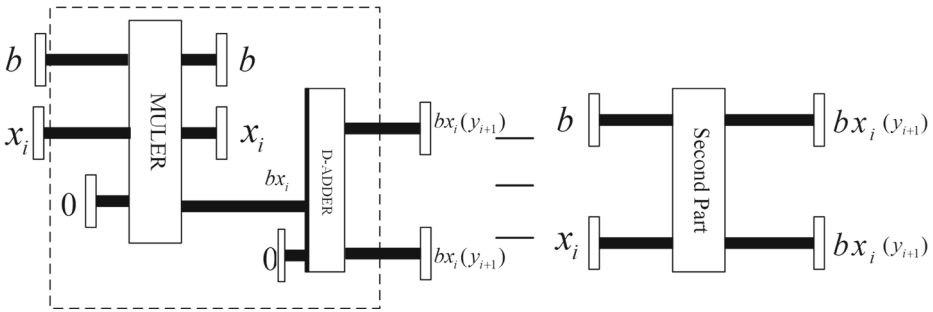 b
b
MULER
x_i
x_i
0
bx_i
D-ADDER
0
bx_i(y_{i+1})
bx_i(y_{i+1})
b
Second Part
bx_i (y_{i+1})
x_i
bx_i (y_{i+1})